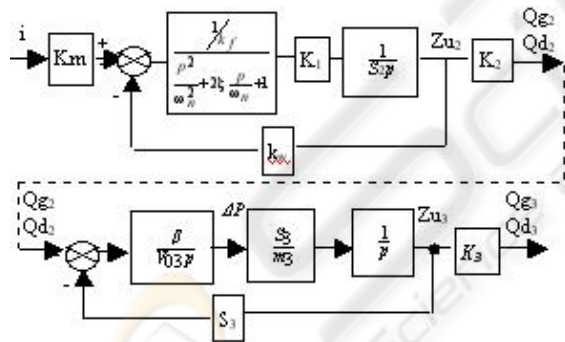 i
Km
+
-
1/kf
p²
ω²n +2ξ p/ωn +1
K1
1
S2p
Zu2
K2
Qg2
Qd2
Qg2
Qd2
-
β
V03p
ΔP
S3
m3
1
p
Zu3
K3
Qg3
Qd3
S3